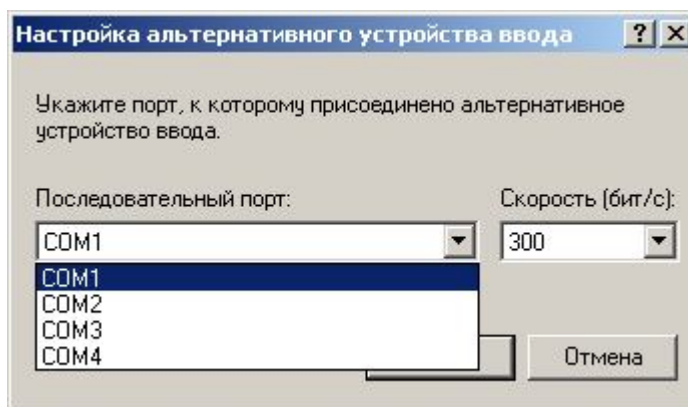 Настройка альтернативного устройства ввода ? ×
Укажите порт, к которому присоединено альтернативное
устройство ввода.
Последовательный порт: Скорость (бит/с):
COM1 300
COM1
COM2
COM3
COM4
Отмена